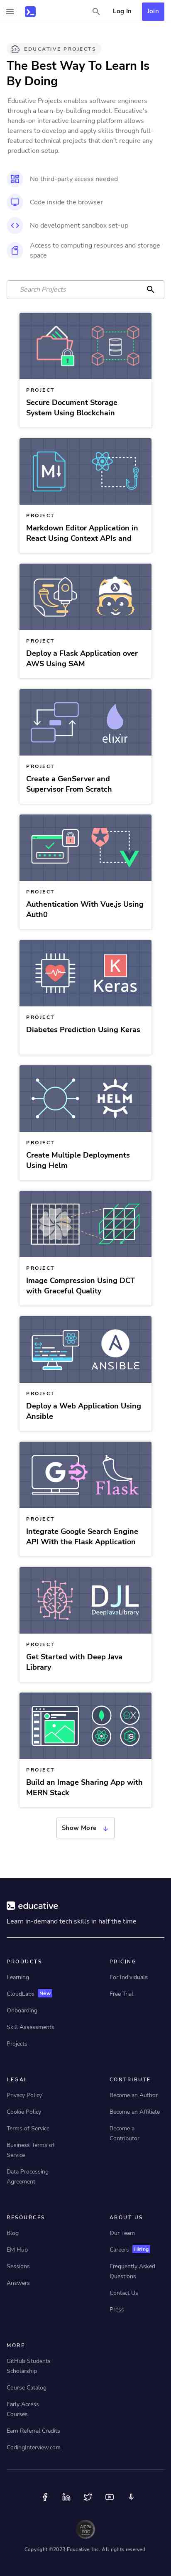 Log In
Join
EDUCATIVE PROJECTS
The Best Way To Learn Is
By Doing
Educative Projects enables software engineers
learn through by-building model. Educative's
hands-on interactive learning platform allows
learners to develop and apply skills through full-
featured technical projects that don't require any
production setup.
No third-party access needed
Code inside the browser
No development sandbox set-up
Access to computing resources and storage
space
Search Projects
PROJECT
Secure Document Storage
System Using Blockchain
M
PROJECT
Markdown Editor Application in
React Using Context APIs and
PROJECT
Deploy a Flask Application over
AWS Using SAM
elixir
PROJECT
Create a GenServer and
Supervisor From Scratch
PROJECT
Authentication With Vue.js Using
Auth0
K
Keras
PROJECT
Diabetes Prediction Using Keras
HELM
PROJECT
Create Multiple Deployments
Using Helm
PROJECT
Image Compression Using DCT
with Graceful Quality
ANSIBLE
PROJECT
Deploy a Web Application Using
Ansible
G
Flask
PROJECT
Integrate Google Search Engine
API With the Flask Application
DJL
DeepJavaLibrary
PROJECT
Get Started with Deep Java
Library
EX
PROJECT
Build an Image Sharing App with
MERN Stack
Show More
educative
Learn in-demand tech skills in half the time
PRODUCTS
Learning
CloudLabs New
Onboarding
Skill Assessments
Projects
PRICING
For Individuals
Free Trial
LEGAL
Privacy Policy
Cookie Policy
Terms of Service
Business Terms of
Service
Data Processing
Agreement
CONTRIBUTE
Become an Author
Become an Affiliate
Become a
Contributor
RESOURCES
Blog
EM Hub
Sessions
Answers
ABOUT US
Our Team
Careers Hiring
Frequently Asked
Questions
Contact Us
Press
MORE
GitHub Students
Scholarship
Course Catalog
Early Access
Courses
Earn Referral Credits
CodingInterview.com
AICPA
SOC
Copyright ©2023 Educative, Inc. All rights reserved.